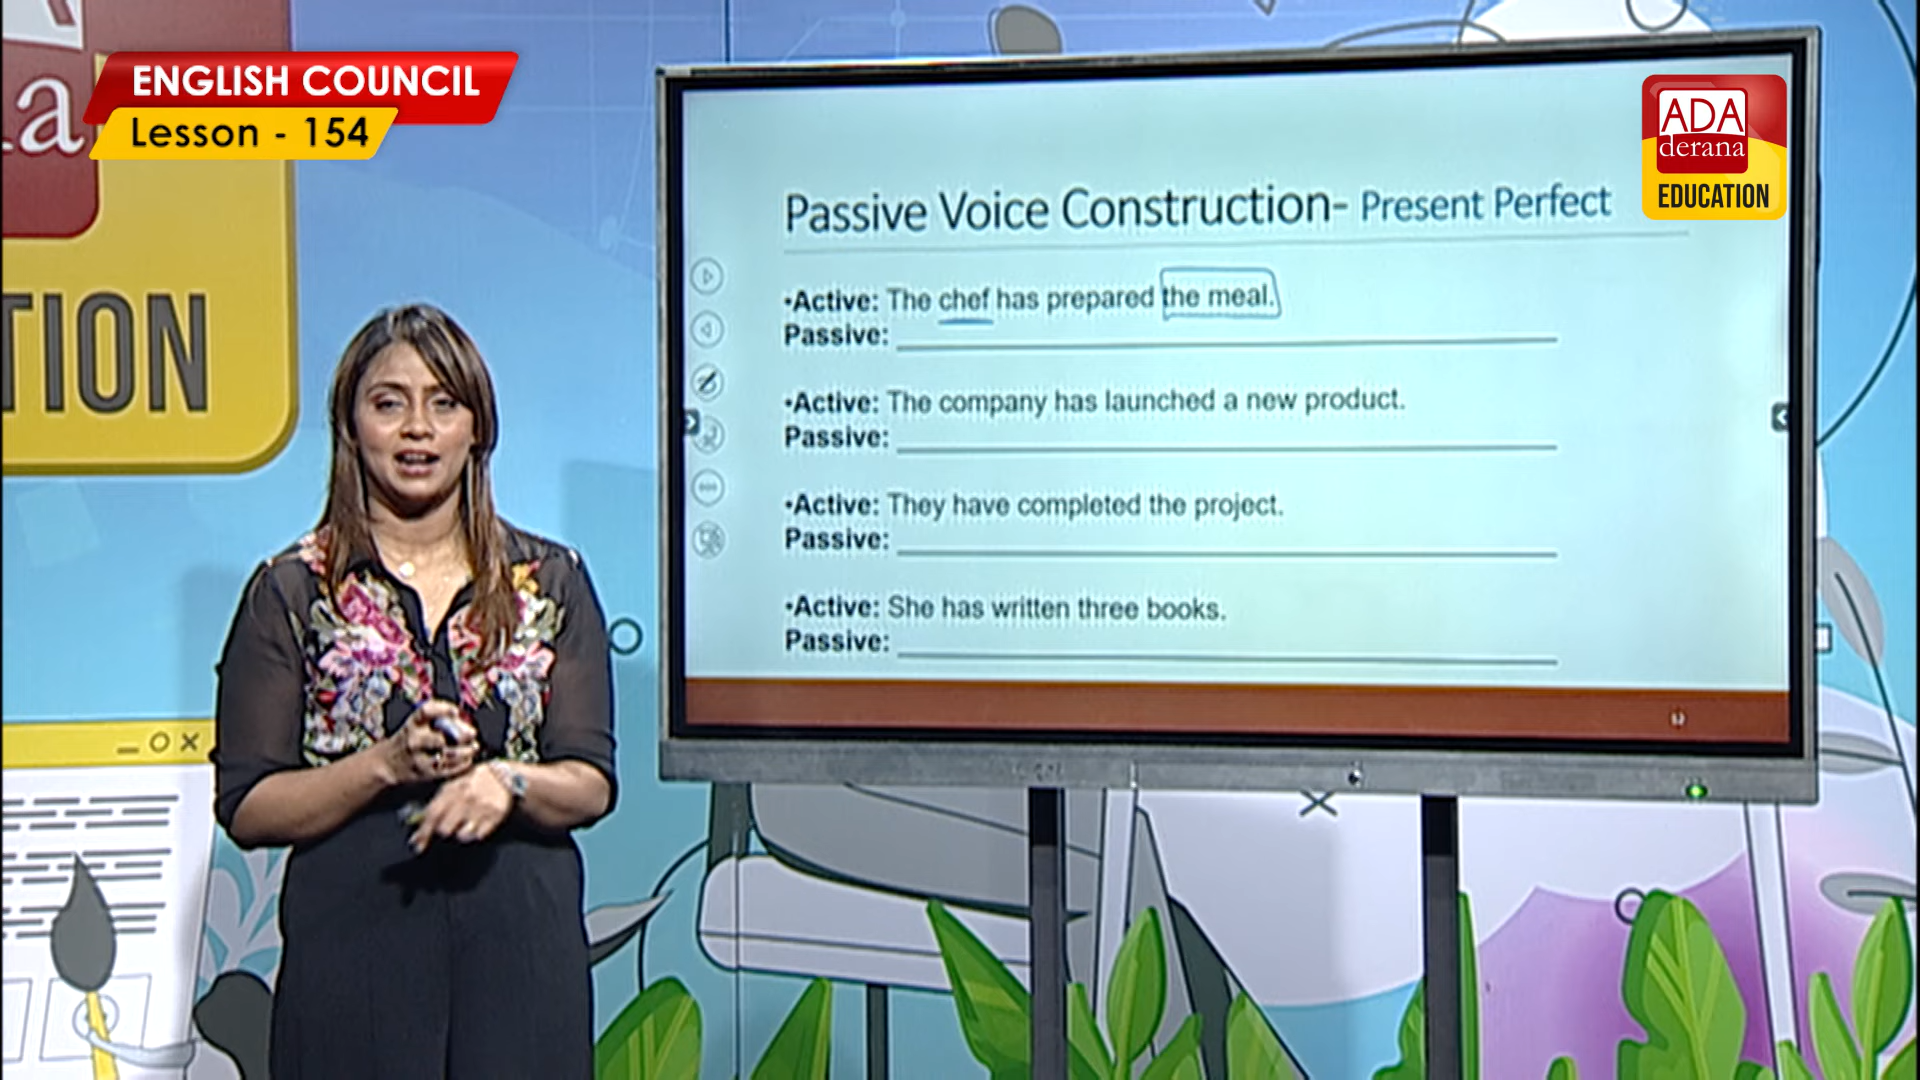 ENGLISH COUNCIL
Lesson - 154
a
TION
ADA
derana
EDUCATION
Passive Voice Construction- Present Perfect
•Active: The chef has prepared the meal.
Passive:
•Active: The company has launched a new product.
Passive:
•Active: They have completed the project.
Passive:
•Active: She has written three books.
Passive: